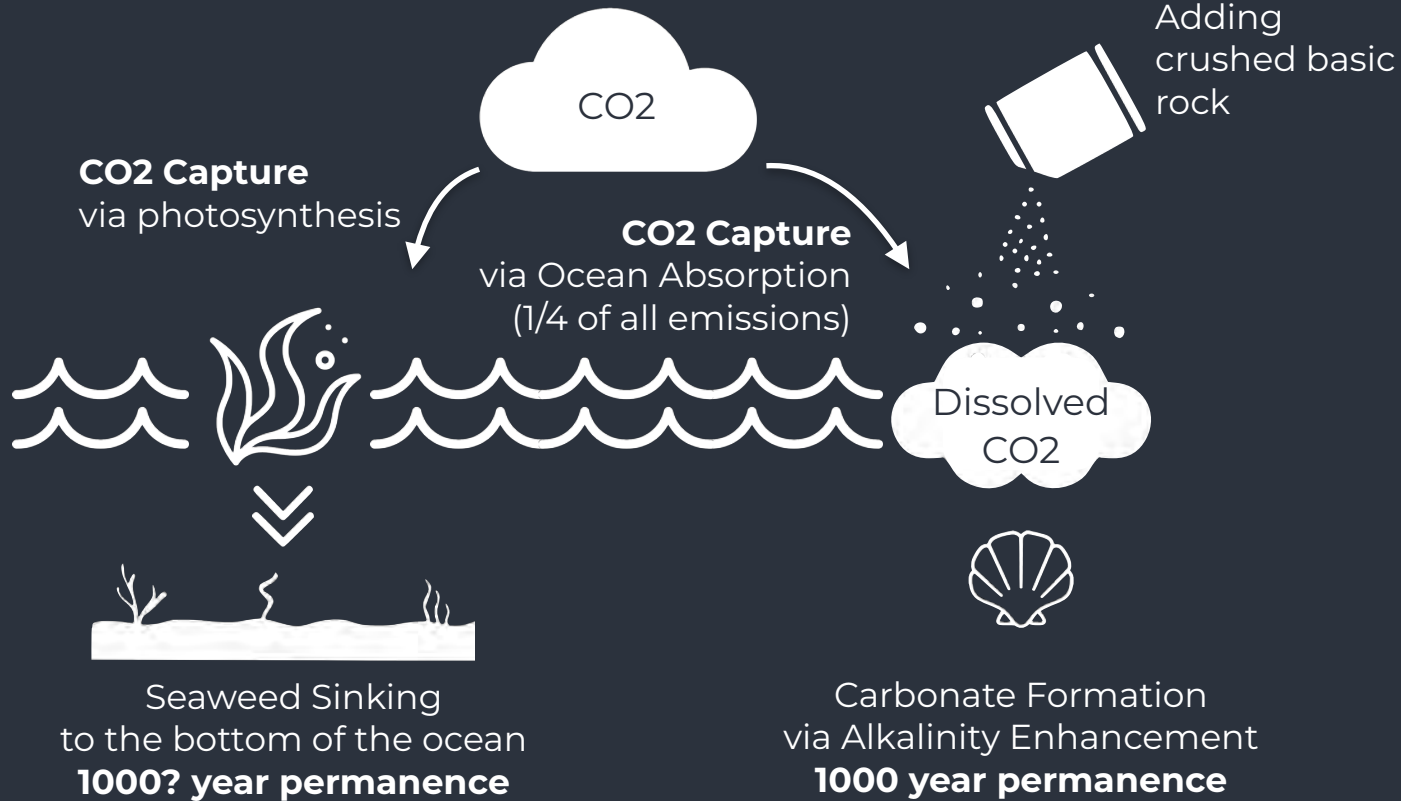 Adding
crushed basic
rock
CO2
CO2 Capture
via photosynthesis
CO2 Capture
via Ocean Absorption
(1/4 of all emissions)
Dissolved
CO2
Seaweed Sinking
to the bottom of the ocean
1000? year permanence
Carbonate Formation
via Alkalinity Enhancement
1000 year permanence